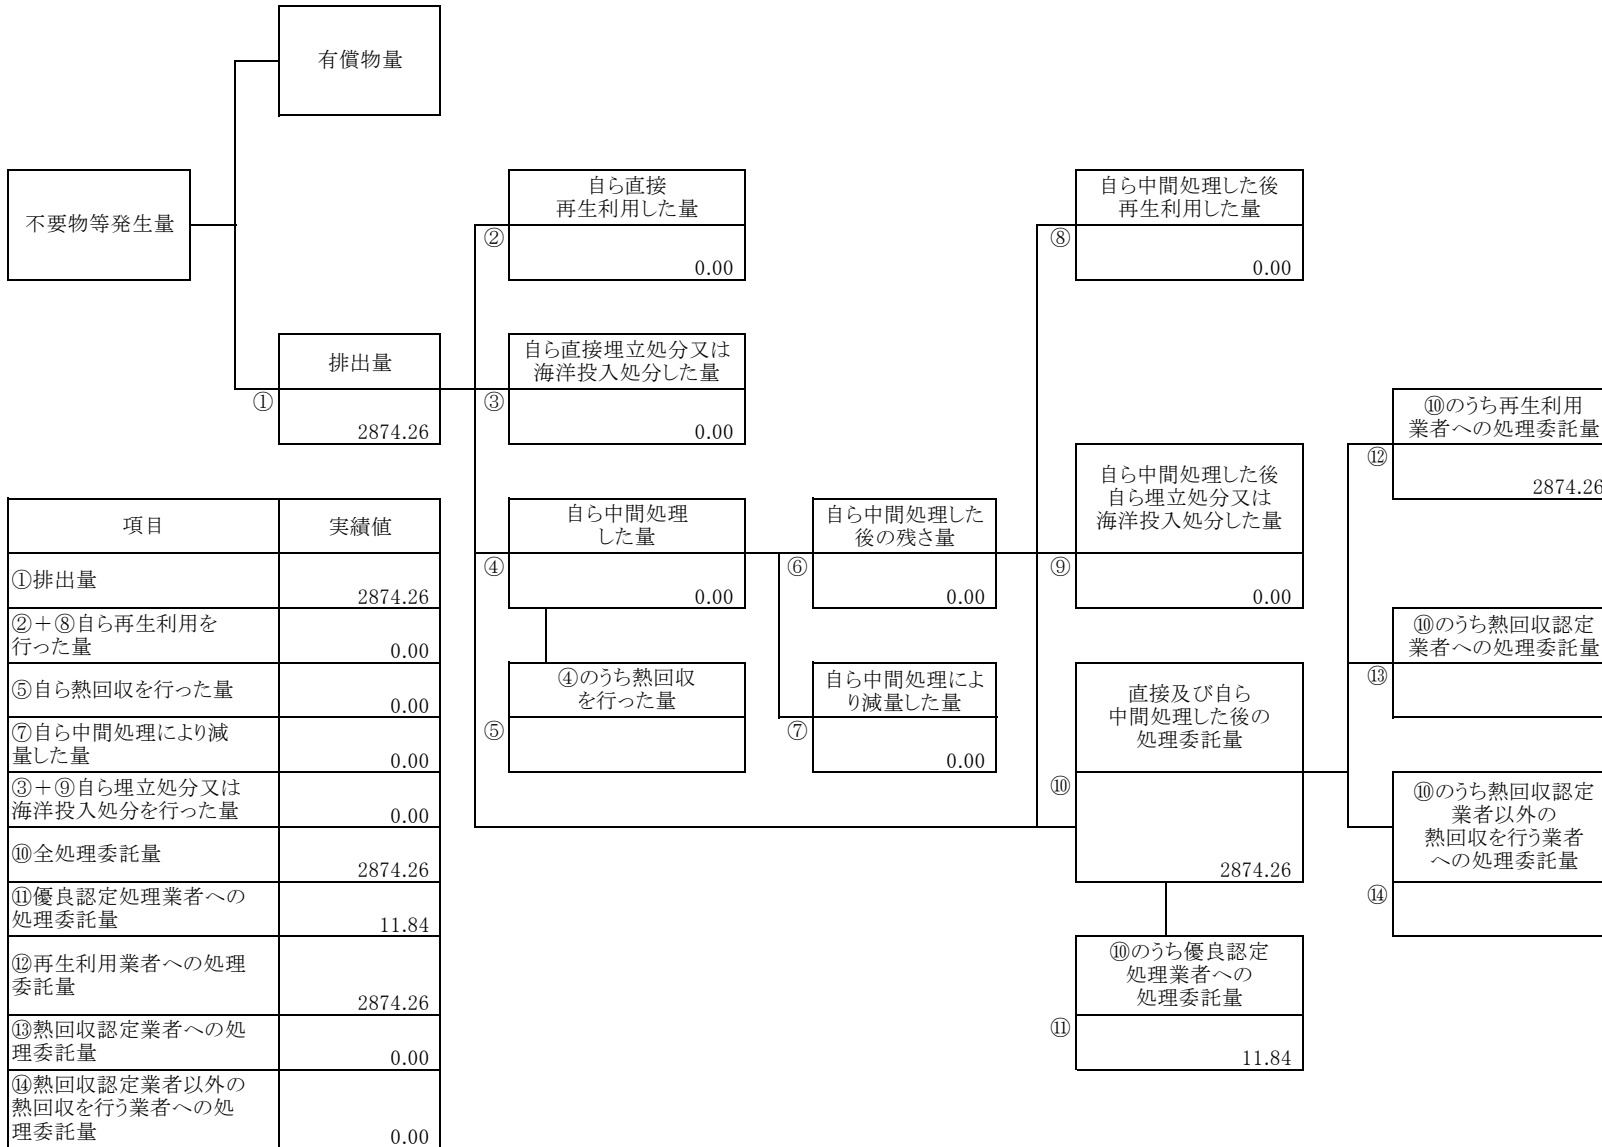 有償物量
不要物等発生量
自ら直接
再生利用した量
②
0.00
自ら中間処理した後
再生利用した量
⑧
0.00
排出量
①
2874.26
自ら直接埋立処分又は
海洋投入処分した量
③
0.00
⑩のうち再生利用
業者への処理委託量
⑫
2874.26
自ら中間処理
した量
④
0.00
自ら中間処理した
後の残さ量
⑥
0.00
自ら中間処理した後
自ら埋立処分又は
海洋投入処分した量
⑨
0.00
⑩のうち熱回収認定
業者への処理委託量
⑬
④のうち熱回収
を行った量
⑤
自ら中間処理によ
り減量した量
⑦
0.00
直接及び自ら
中間処理した後の
処理委託量
⑩
2874.26
⑩のうち熱回収認定
業者以外の
熱回収を行う業者
への処理委託量
⑭
⑩のうち優良認定
処理業者への
処理委託量
⑪
11.84
項目
実績値
①排出量
2874.26
②＋⑧自ら再生利用を
行った量
0.00
⑤自ら熱回収を行った量
0.00
⑦自ら中間処理により減
量した量
0.00
③＋⑨自ら埋立処分又は
海洋投入処分を行った量
0.00
⑩全処理委託量
2874.26
⑪優良認定処理業者への
処理委託量
11.84
⑫再生利用業者への処理
委託量
2874.26
⑬熱回収認定業者への処
理委託量
0.00
⑭熱回収認定業者以外の
熱回収を行う業者への処
理委託量
0.00